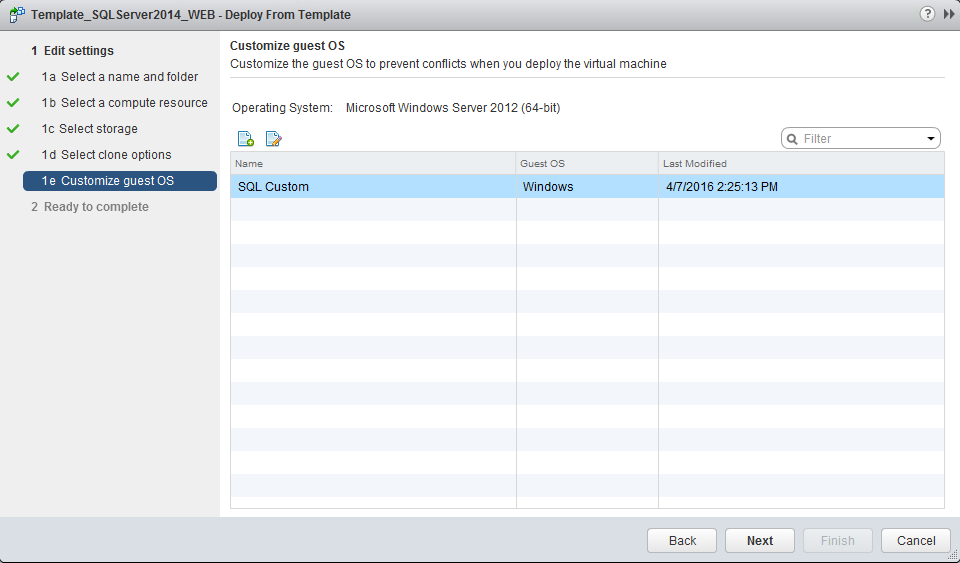 Template_SQLServer2014_WEB - Deploy From Template
?
1 Edit settings
1a Select a name and folder
1b Select a compute resource
1c Select storage
1d Select clone options
1e Customize guest OS
2 Ready to complete
Customize guest OS
Customize the guest OS to prevent conflicts when you deploy the virtual machine
Operating System: Microsoft Windows Server 2012 (64-bit)
Filter
Name Guest OS Last Modified
SQL Custom Windows 4/7/2016 2:25:13 PM
Back Next Finish Cancel